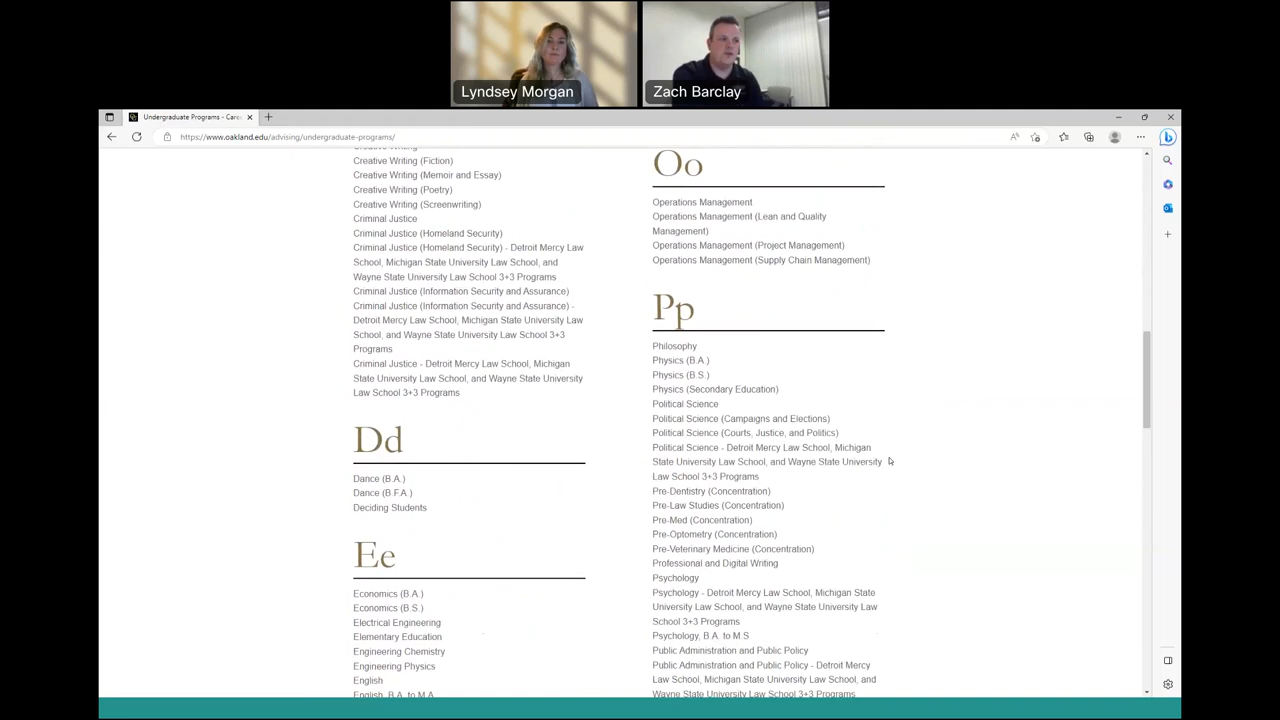 Lyndsey Morgan
Zach Barclay
Undergraduate Programs - Care
https://www.oakland.edu/advising/undergraduate-programs/
Creative Writing
Creative Writing (Fiction)
Creative Writing (Memoir and Essay)
Creative Writing (Poetry)
Creative Writing (Screenwriting)
Criminal Justice
Criminal Justice (Homeland Security)
Criminal Justice (Homeland Security) - Detroit Mercy Law
School, Michigan State University Law School, and
Wayne State University Law School 3+3 Programs
Criminal Justice (Information Security and Assurance)
Criminal Justice (Information Security and Assurance) -
Detroit Mercy Law School, Michigan State University Law
School, and Wayne State University Law School 3+3
Programs
Criminal Justice - Detroit Mercy Law School, Michigan
State University Law School, and Wayne State University
Law School 3+3 Programs
Dd
Dance (B.A.)
Dance (B.F.A.)
Deciding Students
Ee
Economics (B.A.)
Economics (B.S.)
Electrical Engineering
Elementary Education
Engineering Chemistry
Engineering Physics
English
English, B.A. to M.A.
Oo
Operations Management
Operations Management (Lean and Quality
Management)
Operations Management (Project Management)
Operations Management (Supply Chain Management)
Pp
Philosophy
Physics (B.A.)
Physics (B.S.)
Physics (Secondary Education)
Political Science
Political Science (Campaigns and Elections)
Political Science (Courts, Justice, and Politics)
Political Science - Detroit Mercy Law School, Michigan
State University Law School, and Wayne State University
Law School 3+3 Programs
Pre-Dentistry (Concentration)
Pre-Law Studies (Concentration)
Pre-Med (Concentration)
Pre-Optometry (Concentration)
Pre-Veterinary Medicine (Concentration)
Professional and Digital Writing
Psychology
Psychology - Detroit Mercy Law School, Michigan State
University Law School, and Wayne State University Law
School 3+3 Programs
Psychology, B.A. to M.S
Public Administration and Public Policy
Public Administration and Public Policy - Detroit Mercy
Law School, Michigan State University Law School, and
Wayne State University Law School 3+3 Programs